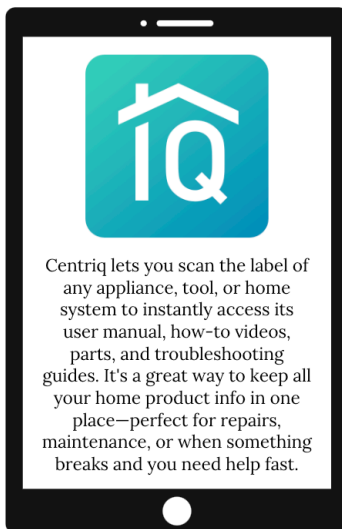 IQ
Centriq lets you scan the label of
any appliance, tool, or home
system to instantly access its
user manual, how-to videos,
parts, and troubleshooting
guides. It's a great way to keep all
your home product info in one
place—perfect for repairs,
maintenance, or when something
breaks and you need help fast.